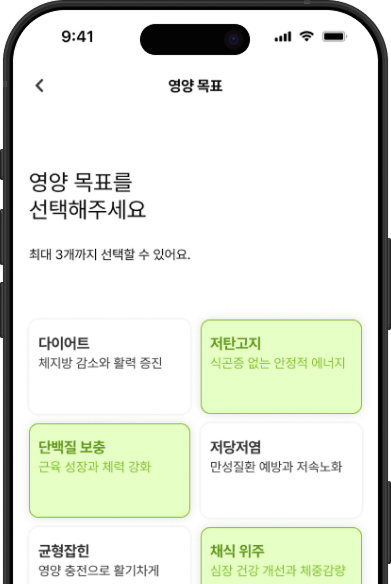 9:41
영양 목표
영양 목표를
선택해주세요
최대 3개까지 선택할 수 있어요.
다이어트
체지방 감소와 활력 증진
저탄고지
식곤증 없는 안정적 에너지
단백질 보충
근육 성장과 체력 강화
저당저염
만성질환 예방과 저속노화
균형잡힌
영양 충전으로 활기차게
채식 위주
심장 건강 개선과 체중감량